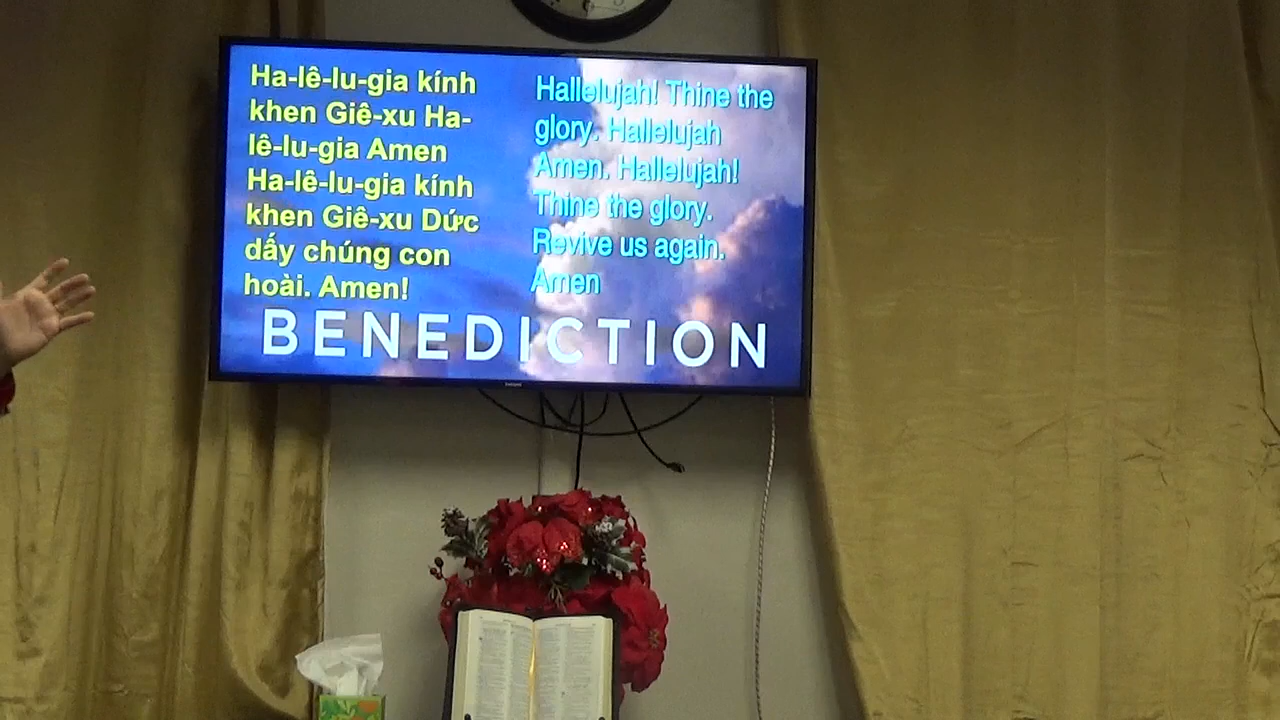 Ha-lê-lu-gia kính
khen Giê-xu Ha-
lê-lu-gia Amen
Ha-lê-lu-gia kính
khen Giê-xu Dức
dấy chúng con
hoài. Amen!
Hallelujah! Thine the
glory. Hallelujah
Amen. Hallelujah!
Thine the glory.
Revive us again.
Amen
BENEDICTION